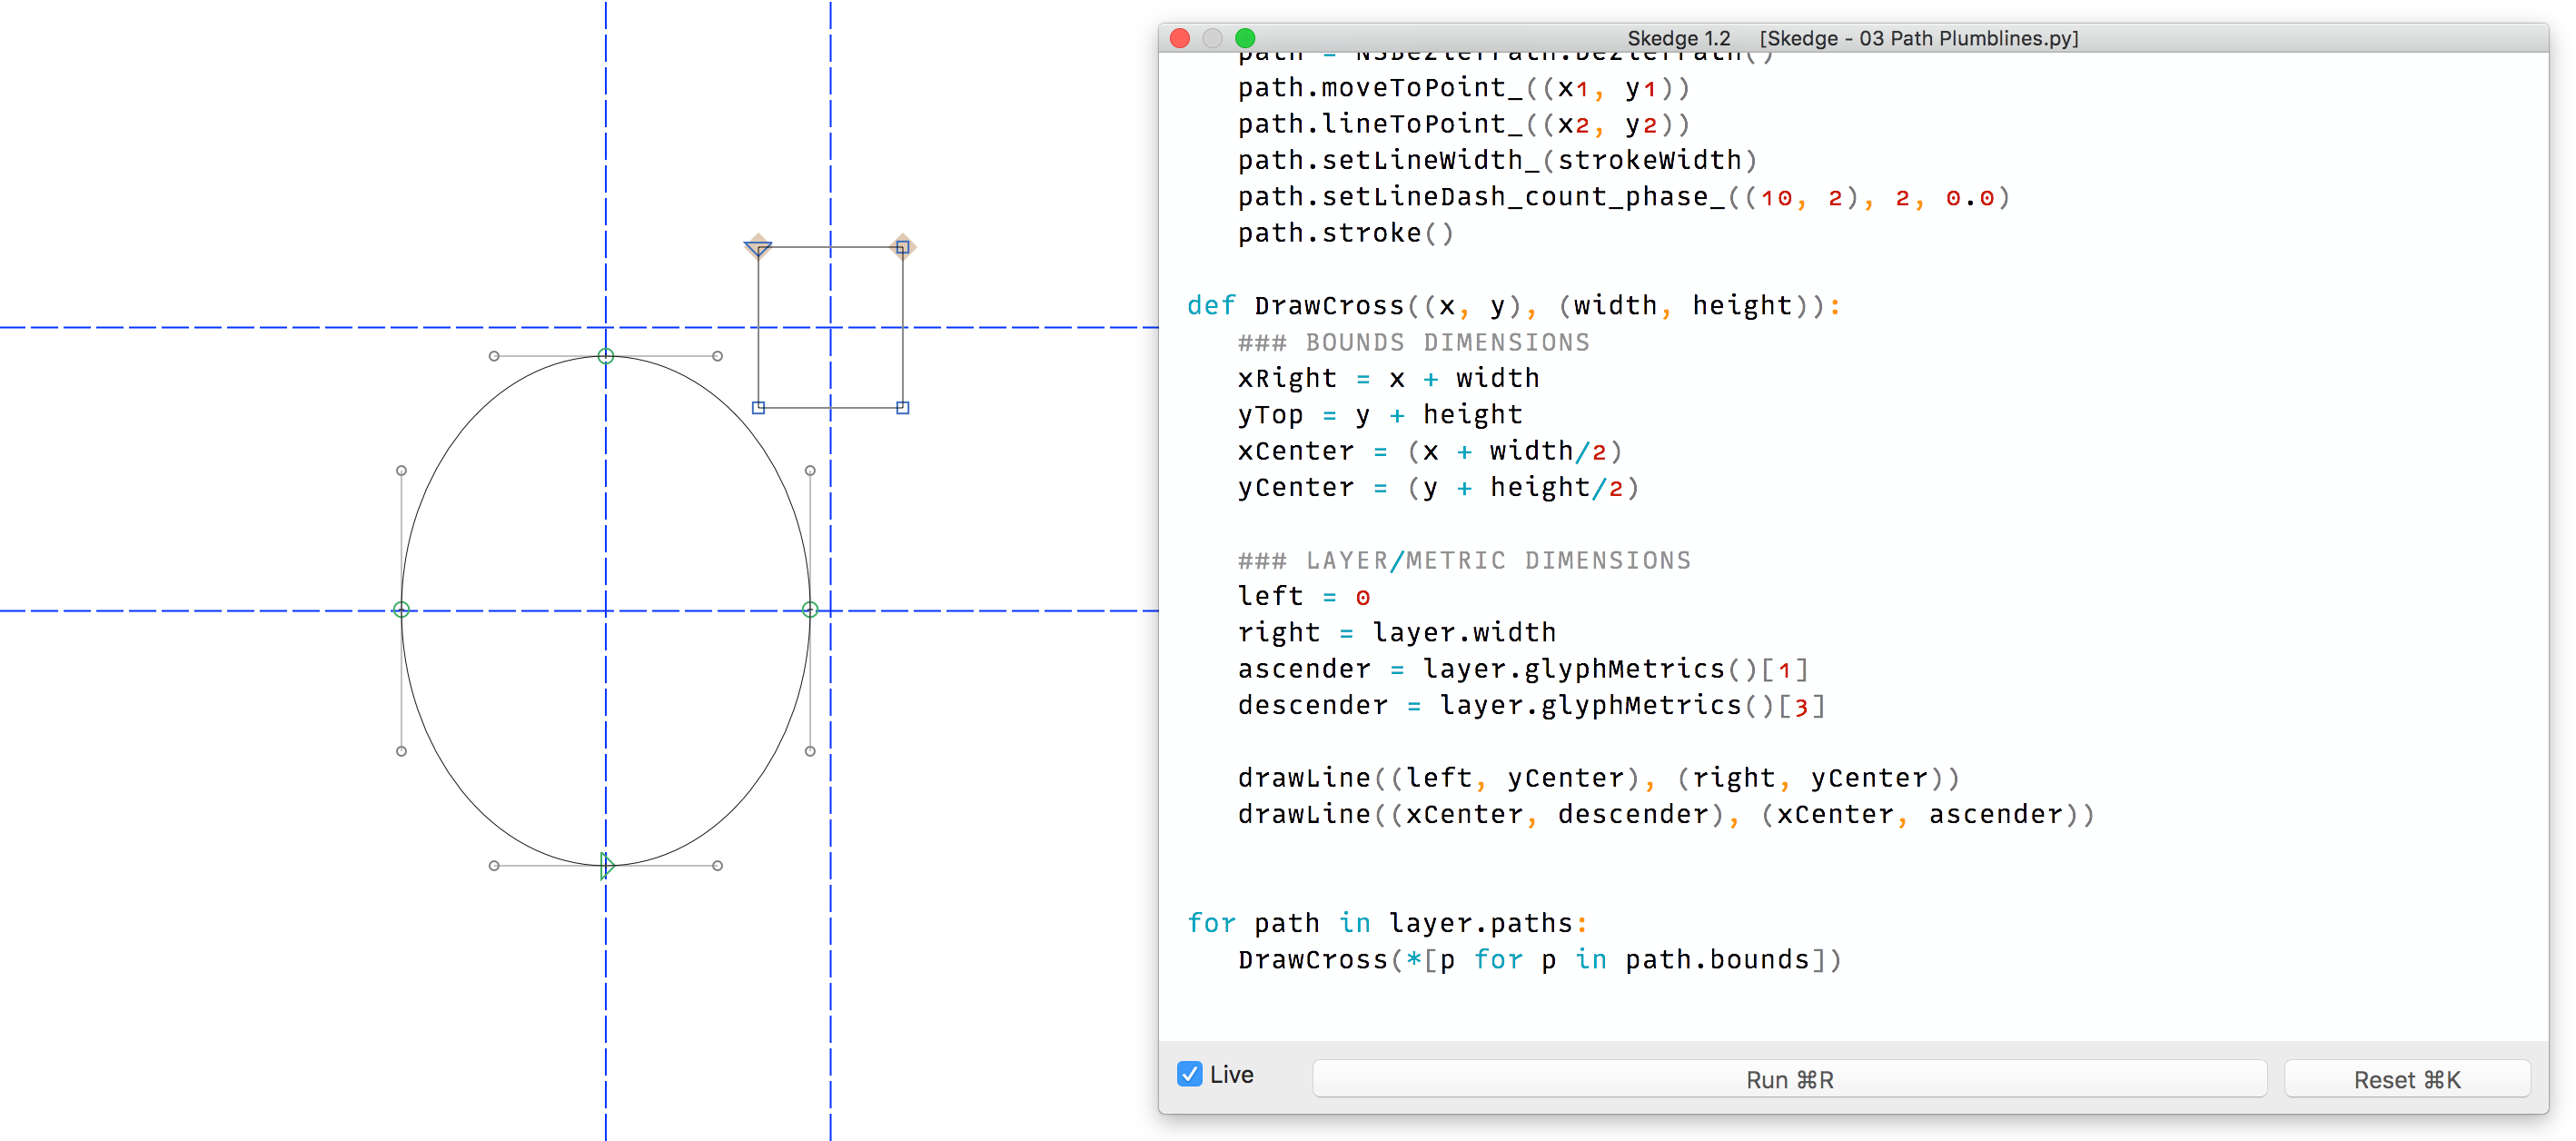 Skedge 1.2 [Skedge - 03 Path Plumblines.py]
path = NSBezierPath.bezierPath()
path.moveToPoint_((x1, y1))
path.lineToPoint_((x2, y2))
path.setLineWidth_(strokeWidth)
path.setLineDash_count_phase_((10, 2), 2, 0.0)
path.stroke()
def DrawCross((x, y), (width, height)):
### BOUNDS DIMENSIONS
xRight = x + width
yTop = y + height
xCenter = (x + width/2)
yCenter = (y + height/2)
### LAYER/METRIC DIMENSIONS
left = 0
right = layer.width
ascender = layer.glyphMetrics()[1]
descender = layer.glyphMetrics()[3]
drawLine((left, yCenter), (right, yCenter))
drawLine((xCenter, descender), (xCenter, ascender))
for path in layer.paths:
DrawCross(*[p for p in path.bounds])
Live
Run ⌘R
Reset ⌘K